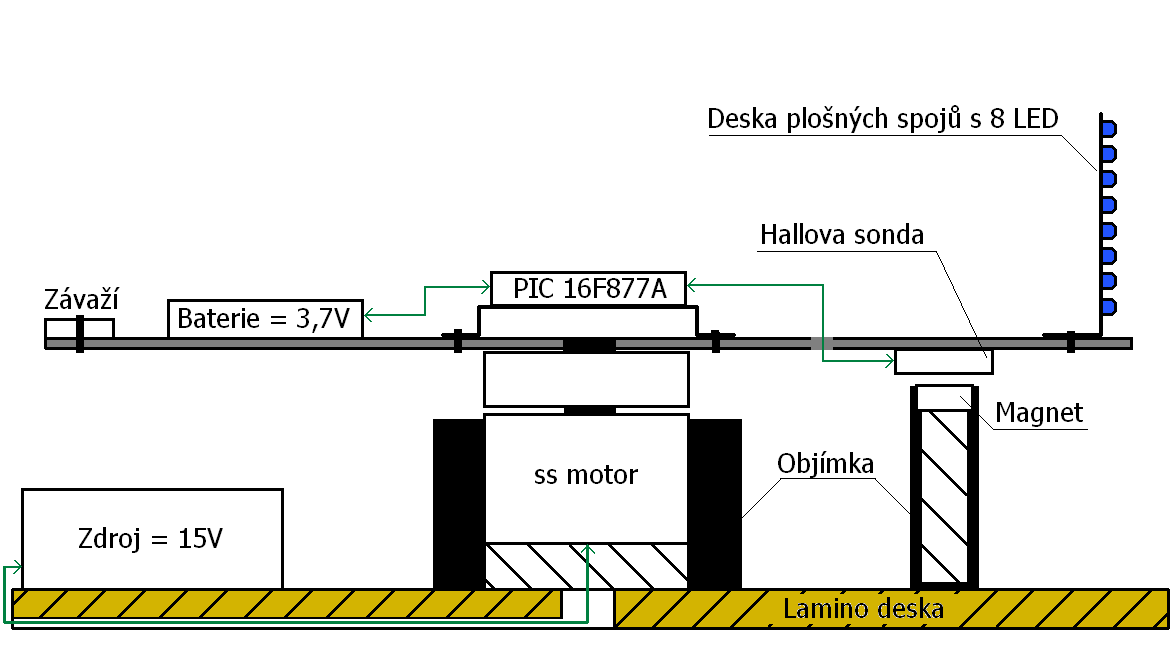 Deska plošných spojů s 8 LED
Hallova sonda
PIC 16F877A
Závaží
Baterie = 3,7V
Magnet
ss motor
Objímka
Zdroj = 15V
Lamino deska